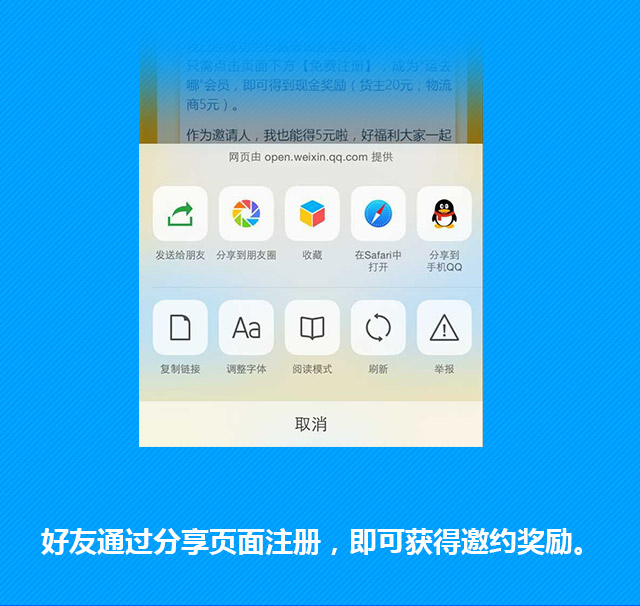 只需点击页面下方【免费注册】，成为“运去
哪”会员，即可得到现金奖励（货主20元；物流
商5元）。
作为邀请人，我也能得5元啦，好福利大家一起
网页由 open.weixin.qq.com 提供
发送给朋友 分享到朋友圈 收藏 在Safari中 分享到
打开 手机QQ
Aa
复制链接 调整字体 阅读模式 刷新 举报
取消
好友通过分享页面注册，即可获得邀约奖励。